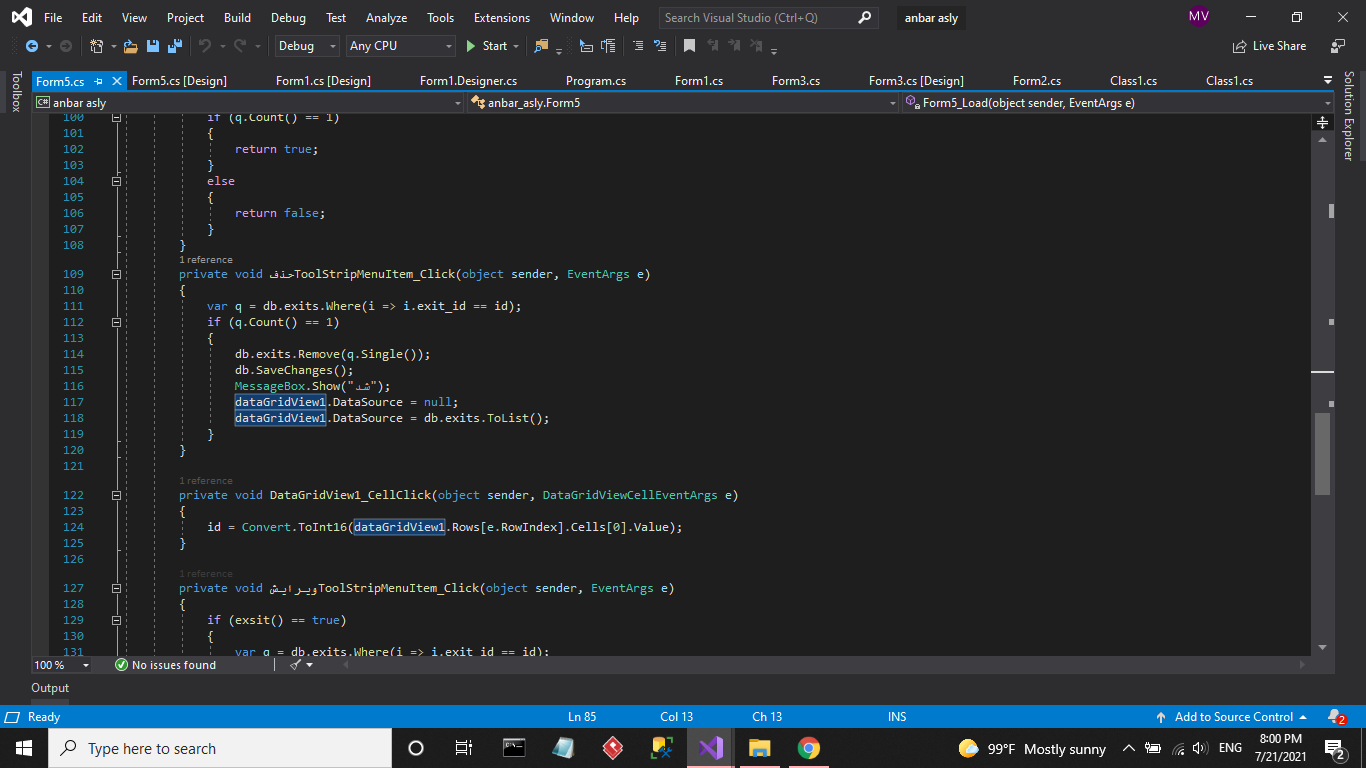 File Edit View Project Build Debug Test Analyze Tools Extensions Window Help Search Visual Studio (Ctrl+Q) anbar asly MV
Debug Any CPU Start Live Share
Form5.cs Form5.cs [Design] Form1.cs [Design] Form1.Designer.cs Program.cs Form1.cs Form3.cs Form3.cs [Design] Form2.cs Class1.cs Class1.cs
Toolbox
Solution Explorer
C# anbar asly anbar_asly.Form5 Form5_Load(object sender, EventArgs e)
100 if (q.Count() == 1)
101 {
102 return true;
103 }
104 else
105 {
106 return false;
107 }
108 }
1 reference
109 private void حذفToolStripMenuItem_Click(object sender, EventArgs e)
110 {
111 var q = db.exits.Where(i => i.exit_id == id);
112 if (q.Count() == 1)
113 {
114 db.exits.Remove(q.Single());
115 db.SaveChanges();
116 MessageBox.Show("شد");
117 dataGridView1.DataSource = null;
118 dataGridView1.DataSource = db.exits.ToList();
119 }
120 }
121
1 reference
122 private void DataGridView1_CellClick(object sender, DataGridViewCellEventArgs e)
123 {
124 id = Convert.ToInt16(dataGridView1.Rows[e.RowIndex].Cells[0].Value);
125 }
126
1 reference
127 private void ویرایشToolStripMenuItem_Click(object sender, EventArgs e)
128 {
129 if (exsit() == true)
130 {
131 var q = db.exits.Where(i => i.exit_id == id);
100 % No issues found
Output
Ready Ln 85 Col 13 Ch 13 INS Add to Source Control 2
Type here to search 99°F Mostly sunny ENG 8:00 PM
7/21/2021 2